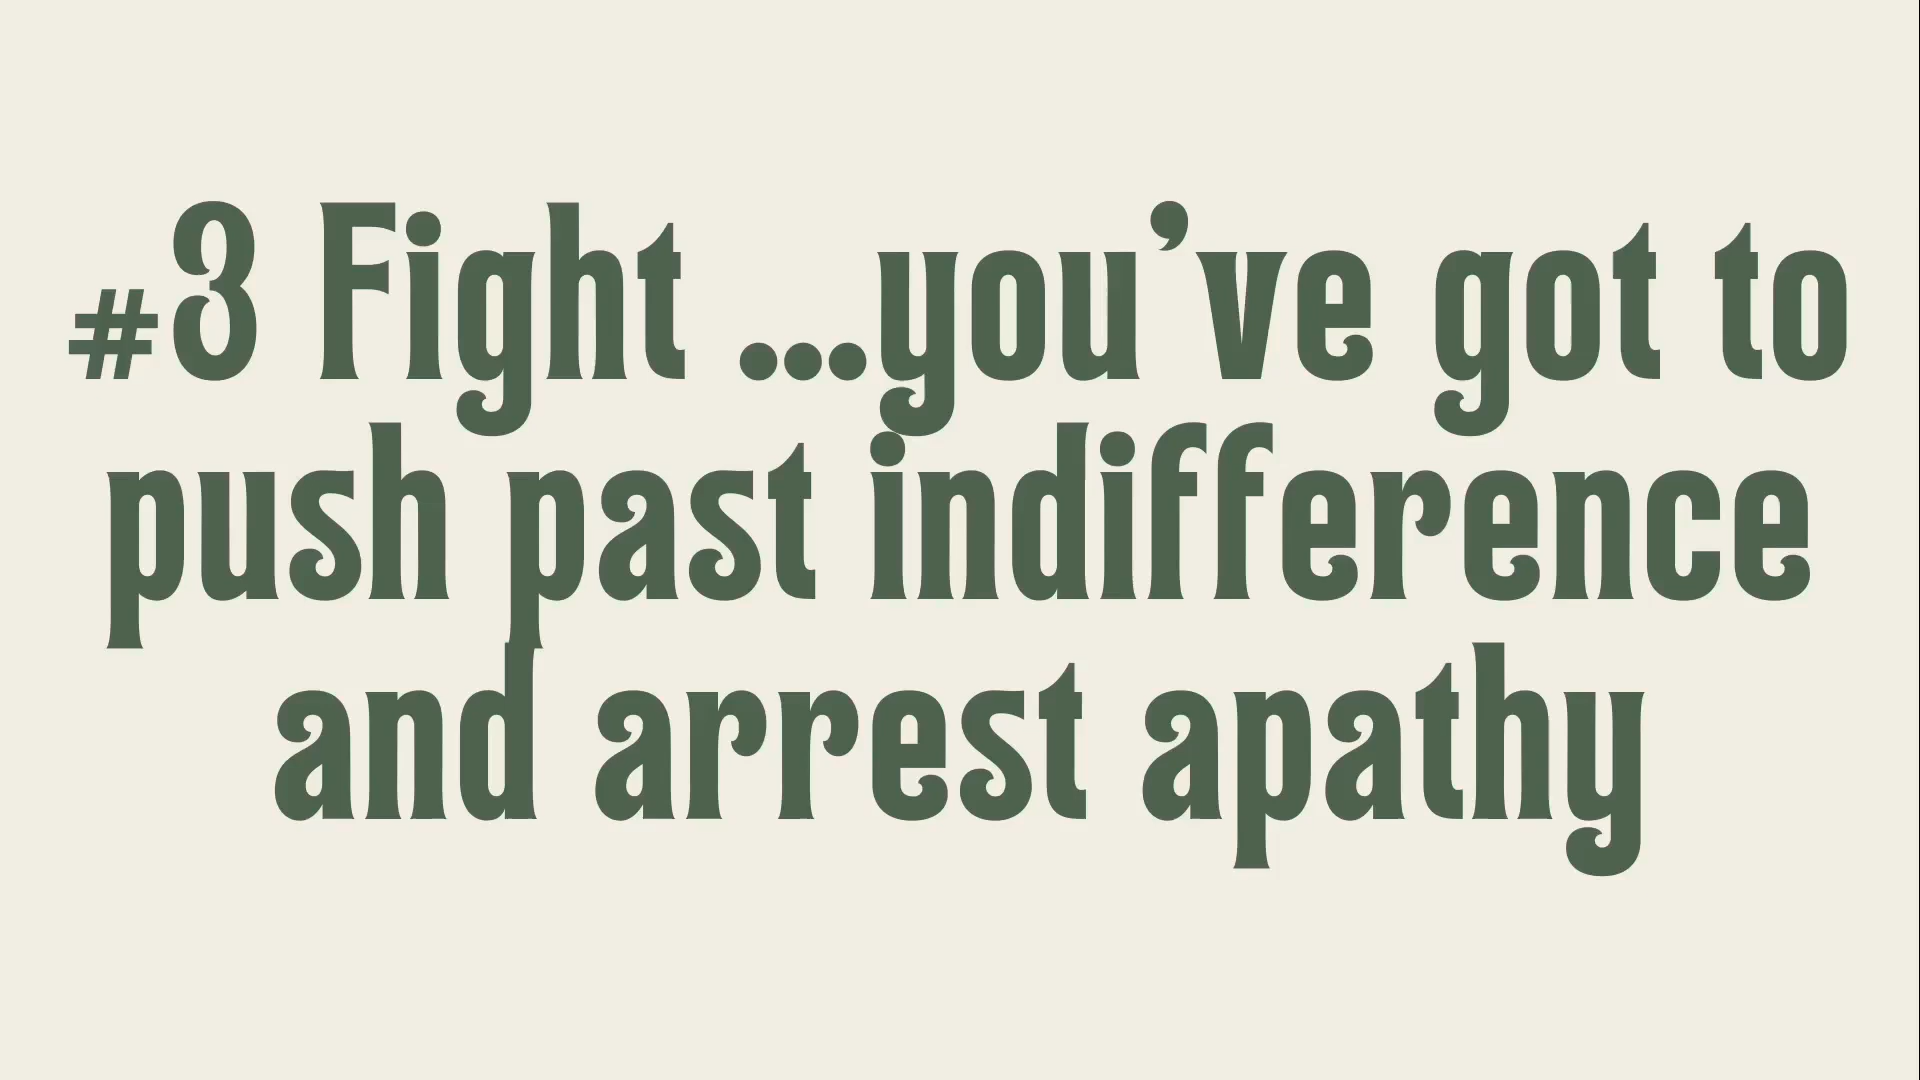 #3 Fight ...you’ve got to
push past indifference
and arrest apathy